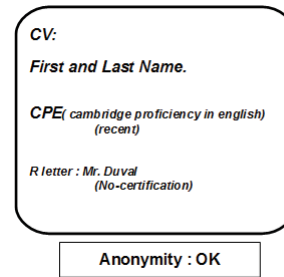 CV:
First and Last Name.
CPE( cambridge proficiency in english)
(recent)
R letter : Mr. Duval
(No-certification)
Anonymity : OK